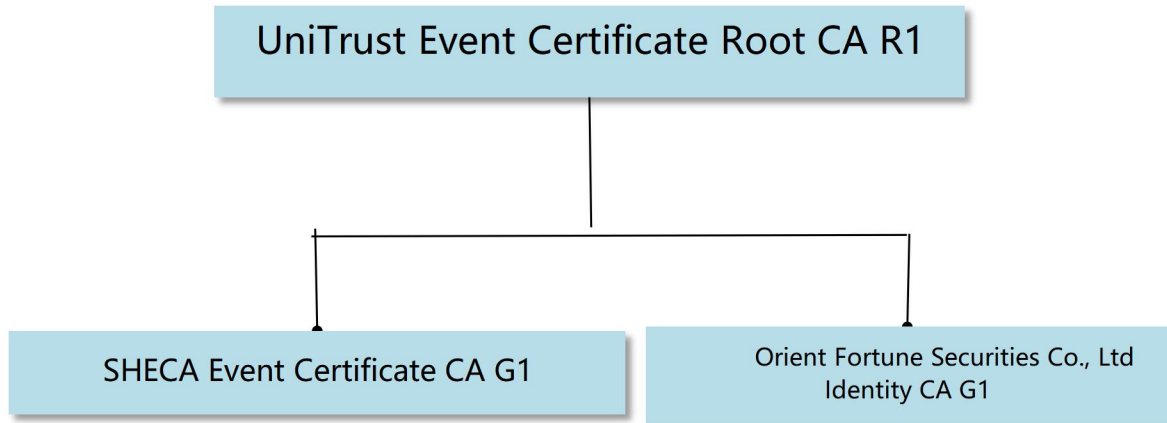 UniTrust Event Certificate Root CA R1
SHECA Event Certificate CA G1
Orient Fortune Securities Co., Ltd
Identity CA G1